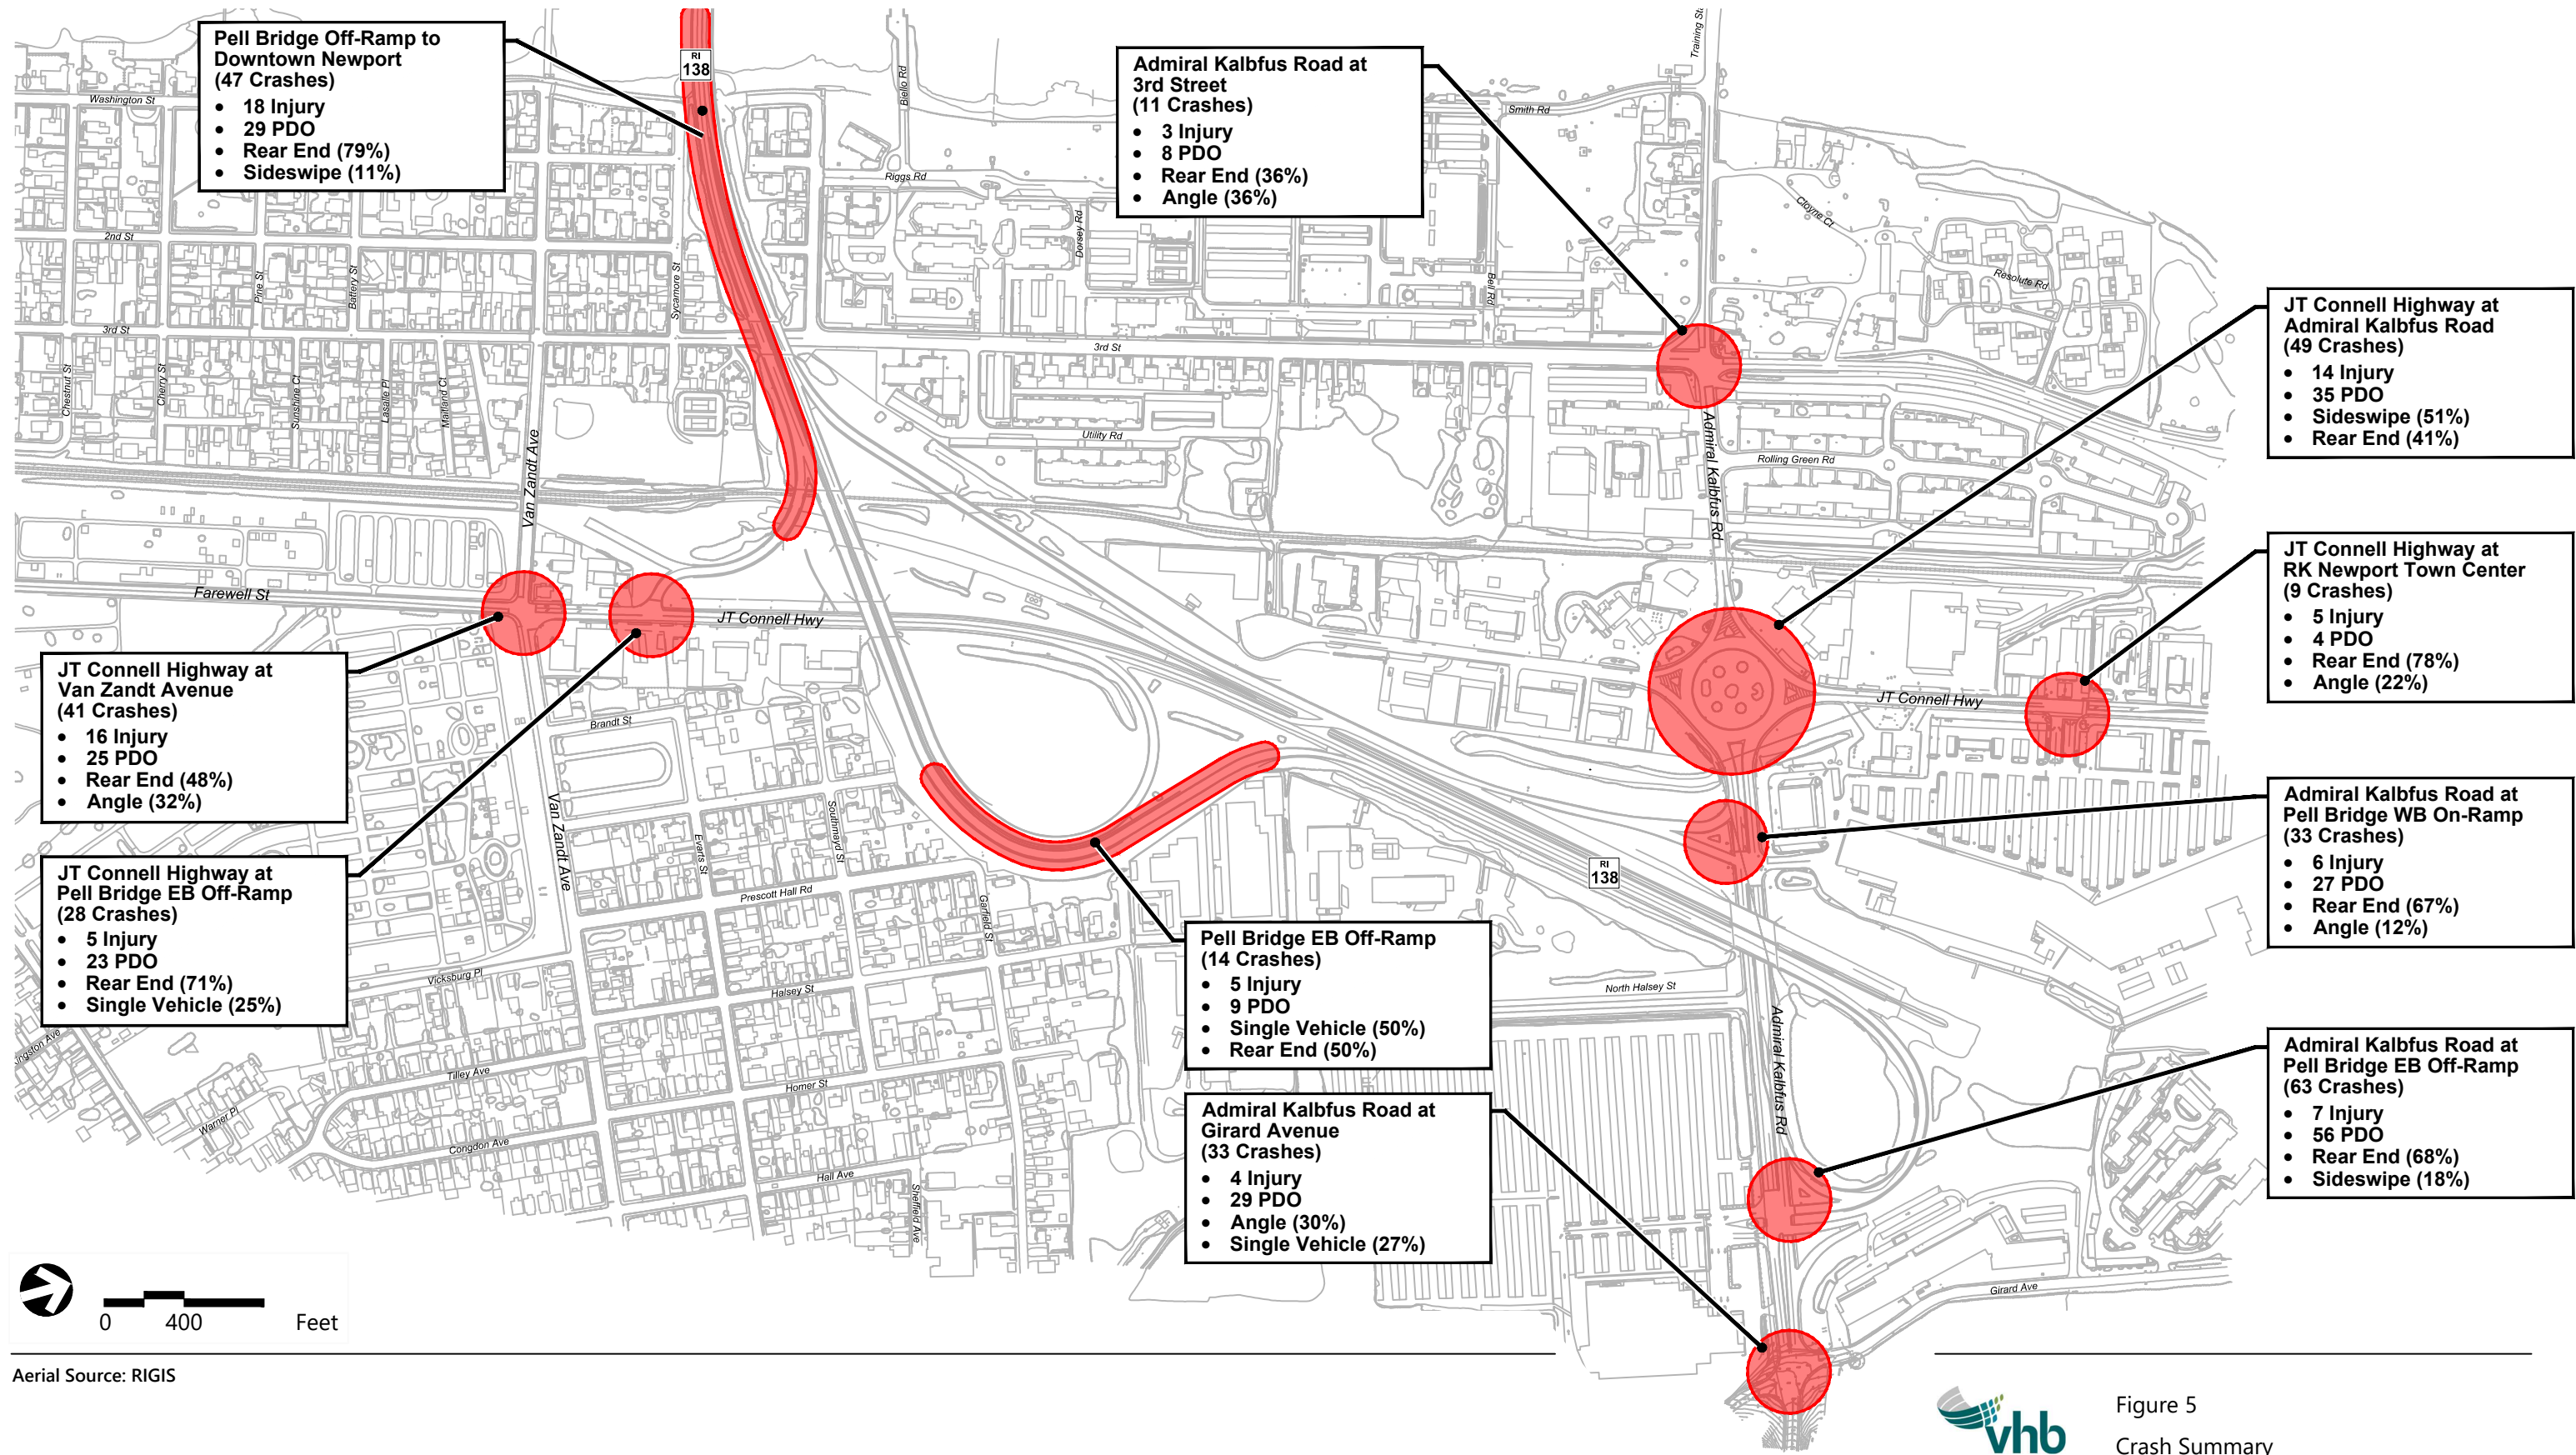 Pell Bridge Off-Ramp to
Downtown Newport
(47 Crashes)
• 18 Injury
• 29 PDO
• Rear End (79%)
• Sideswipe (11%)
RI
138
Admiral Kalbfus Road at
3rd Street
(11 Crashes)
• 3 Injury
• 8 PDO
• Rear End (36%)
• Angle (36%)
JT Connell Highway at
Admiral Kalbfus Road
(49 Crashes)
• 14 Injury
• 35 PDO
• Sideswipe (51%)
• Rear End (41%)
JT Connell Highway at
RK Newport Town Center
(9 Crashes)
• 5 Injury
• 4 PDO
• Rear End (78%)
• Angle (22%)
JT Connell Highway at
Van Zandt Avenue
(41 Crashes)
• 16 Injury
• 25 PDO
• Rear End (48%)
• Angle (32%)
Admiral Kalbfus Road at
Pell Bridge WB On-Ramp
(33 Crashes)
• 6 Injury
• 27 PDO
• Rear End (67%)
• Angle (12%)
JT Connell Highway at
Pell Bridge EB Off-Ramp
(28 Crashes)
• 5 Injury
• 23 PDO
• Rear End (71%)
• Single Vehicle (25%)
Pell Bridge EB Off-Ramp
(14 Crashes)
• 5 Injury
• 9 PDO
• Single Vehicle (50%)
• Rear End (50%)
Admiral Kalbfus Road at
Pell Bridge EB Off-Ramp
(63 Crashes)
• 7 Injury
• 56 PDO
• Rear End (68%)
• Sideswipe (18%)
Admiral Kalbfus Road at
Girard Avenue
(33 Crashes)
• 4 Injury
• 29 PDO
• Angle (30%)
• Single Vehicle (27%)
Washington St
2nd St
3rd St
Chestnut St
Cherry St
Pine St
Sunshine Ct
Battery St
Lasalle Pl
Maitland Ct
Van Zandt Ave
Sycamore St
Biello Rd
Riggs Rd
Dorsey Rd
3rd St
Utility Rd
Bell Rd
Smith Rd
Training St
Cloyne Ct
Resolute Rd
Admiral Kalbfus Rd
Rolling Green Rd
Farewell St
JT Connell Hwy
JT Connell Hwy
Brandt St
Van Zandt Ave
Evarts St
Southmayd St
Prescott Hall Rd
Garfield St
RI
138
Vicksburg Pl
Halsey St
North Halsey St
Admiral Kalbfus Rd
Tilley Ave
Homer St
Warner Pl
Congdon Ave
Hall Ave
Sheffield Ave
Girard Ave
0 400 Feet
Aerial Source: RIGIS
vhb
Figure 5
Crash Summary